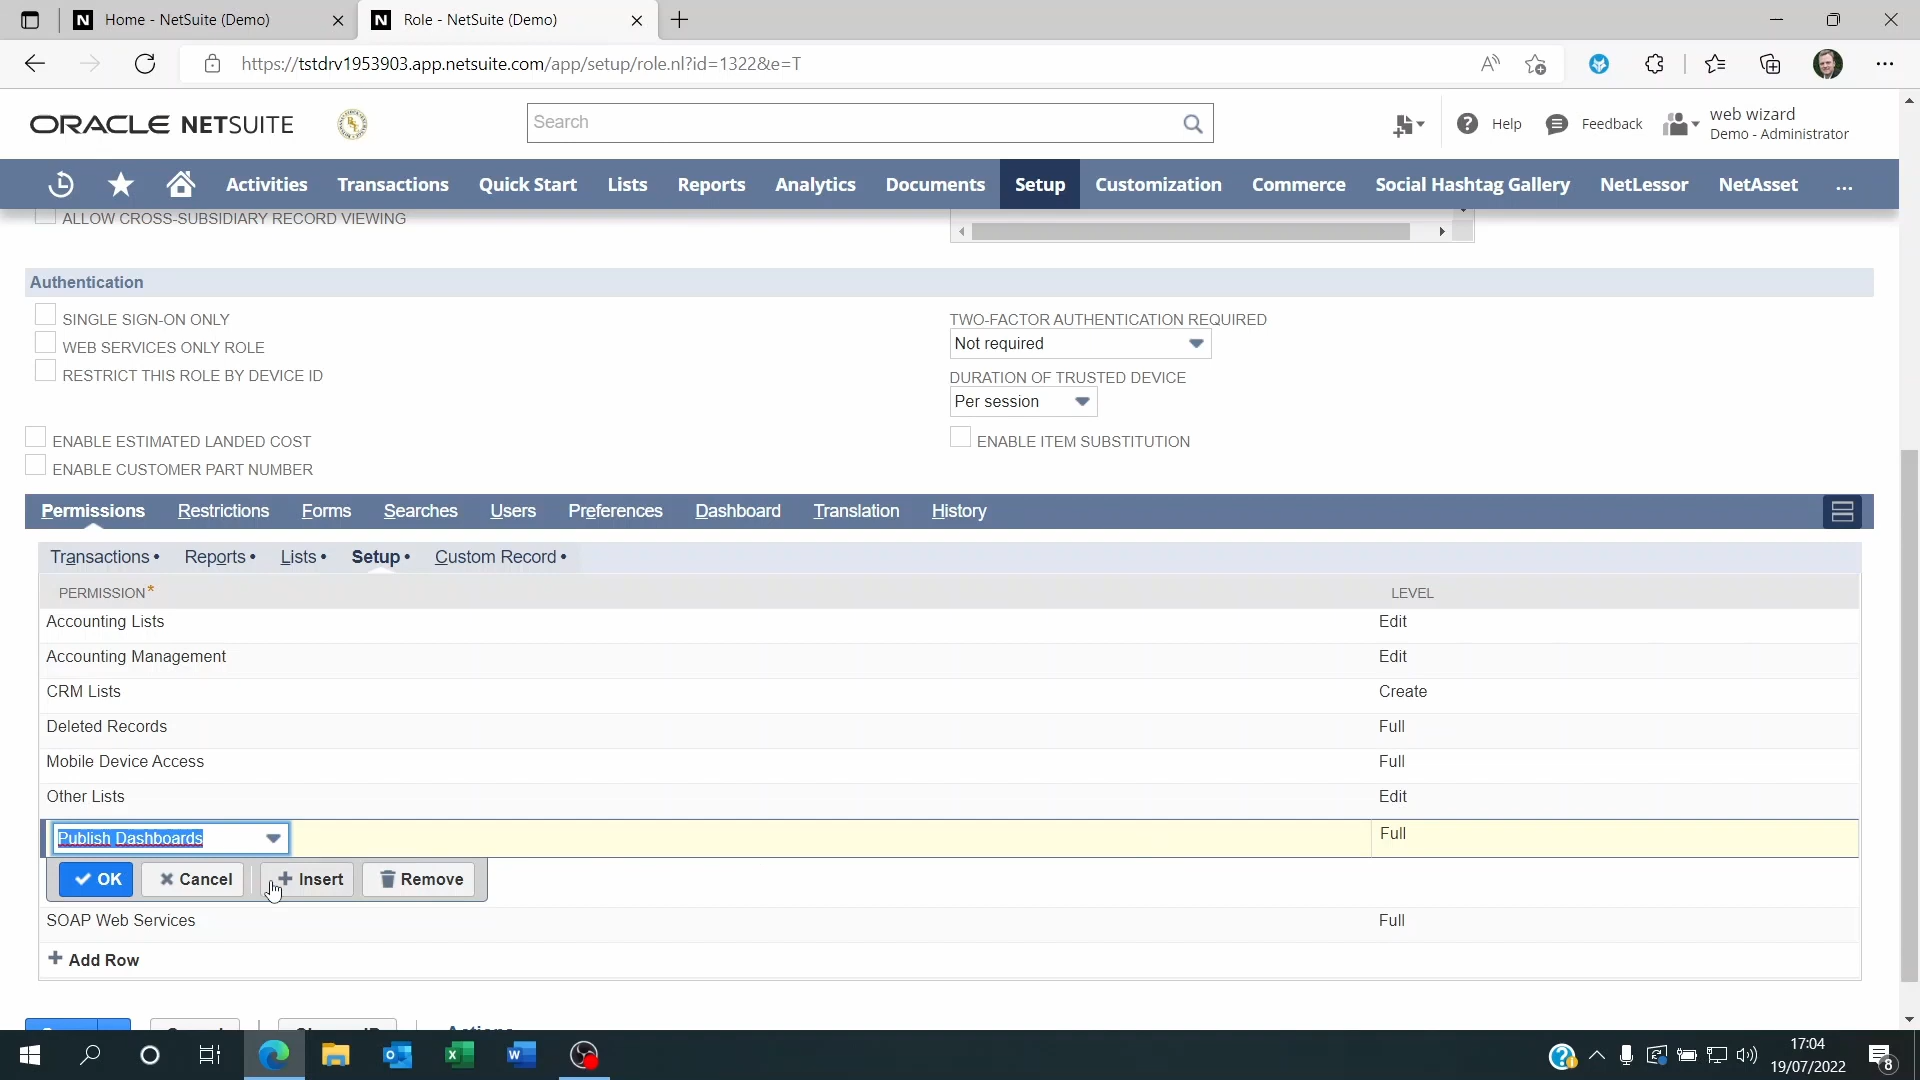 Home - NetSuite (Demo)
Role - NetSuite (Demo)
https://tstdrv1953903.app.netsuite.com/app/setup/role.nl?id=1322&e=T
ORACLE NETSUITE
Search
Help
Feedback
web wizard
Demo - Administrator
Activities
Transactions
Quick Start
Lists
Reports
Analytics
Documents
Setup
Customization
Commerce
Social Hashtag Gallery
NetLessor
NetAsset
...
ALLOW CROSS-SUBSIDIARY RECORD VIEWING
Authentication
SINGLE SIGN-ON ONLY
WEB SERVICES ONLY ROLE
RESTRICT THIS ROLE BY DEVICE ID
TWO-FACTOR AUTHENTICATION REQUIRED
Not required
DURATION OF TRUSTED DEVICE
Per session
ENABLE ESTIMATED LANDED COST
ENABLE CUSTOMER PART NUMBER
ENABLE ITEM SUBSTITUTION
Permissions
Restrictions
Forms
Searches
Users
Preferences
Dashboard
Translation
History
Transactions •
Reports •
Lists •
Setup •
Custom Record •
PERMISSION*
LEVEL
Accounting Lists
Edit
Accounting Management
Edit
CRM Lists
Create
Deleted Records
Full
Mobile Device Access
Full
Other Lists
Edit
Publish Dashboards
Full
OK
Cancel
Insert
Remove
SOAP Web Services
Full
Add Row
17:04
19/07/2022
8